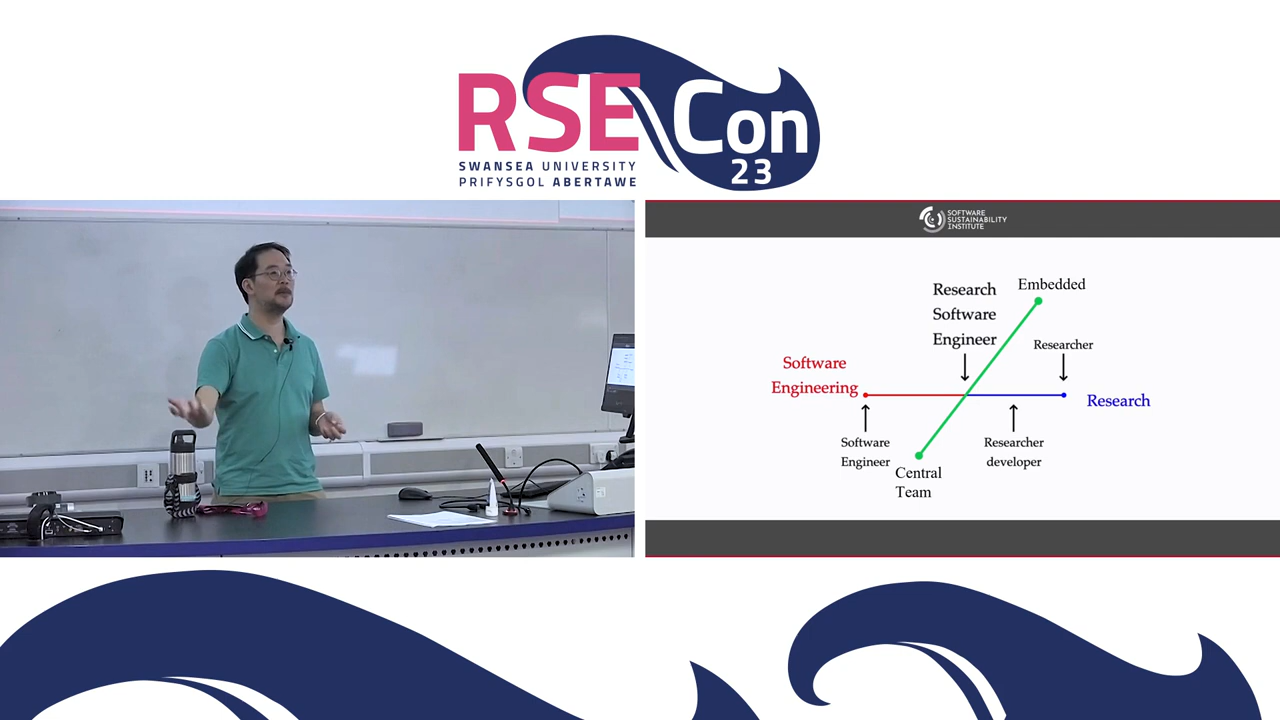 RSE Con
23
SWANSEA UNIVERSITY
PRIFYSGOL ABERTAWE
SOFTWARE
SUSTAINABILITY
INSTITUTE
Embedded
Research
Software
Engineer
Researcher
Software
Engineering
Research
Software
Engineer
Researcher
developer
Central
Team